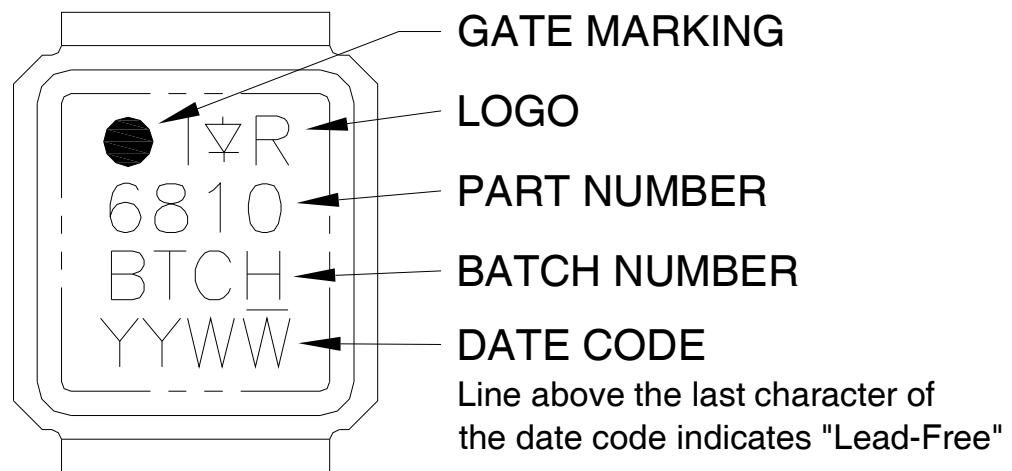 GATE MARKING
I R
LOGO
6810
PART NUMBER
BTCH
BATCH NUMBER
YYWW
DATE CODE
Line above the last character of
the date code indicates "Lead-Free"